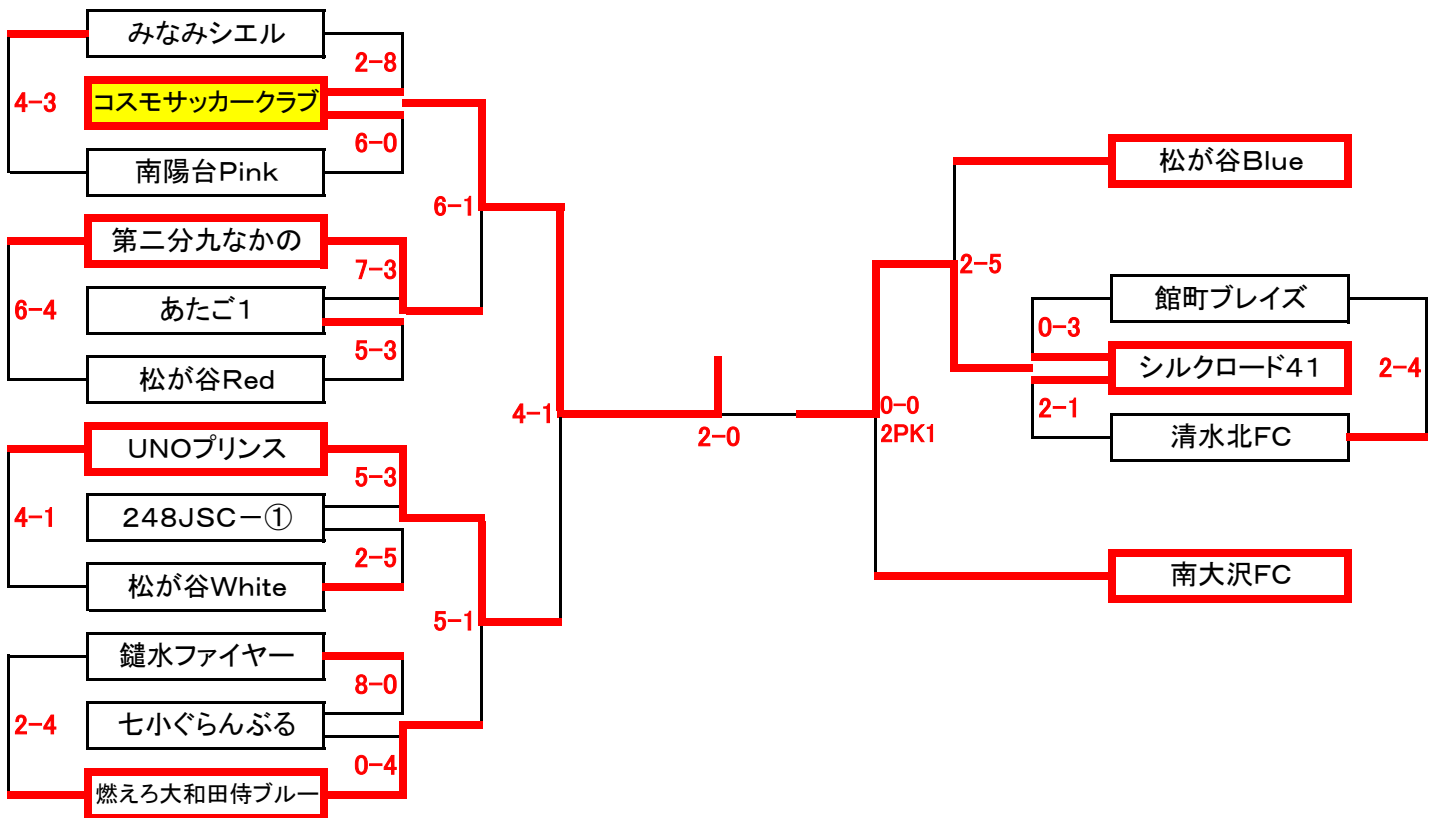 みなみシエル
2-8
4-3
コスモサッカークラブ
6-0
南陽台Pink
6-1
第二分九なかの
7-3
6-4
あたご1
5-3
松が谷Red
4-1
2-0
UNOプリンス
5-3
4-1
248JSC－①
2-5
松が谷White
5-1
鑓水ファイヤー
8-0
2-4
七小ぐらんぶる
0-4
燃えろ大和田侍ブルー
松が谷Blue
2-5
館町ブレイズ
0-3
シルクロード41
2-4
2-1
清水北FC
0-0
2PK1
南大沢FC